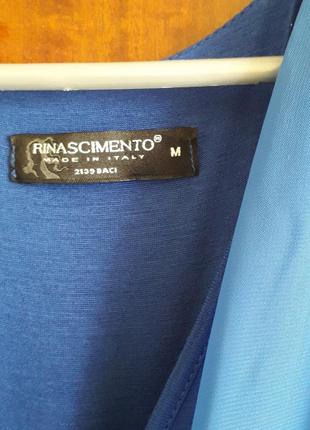 RINASCIMENTO®
MADE IN ITALY
M
2139 BACI